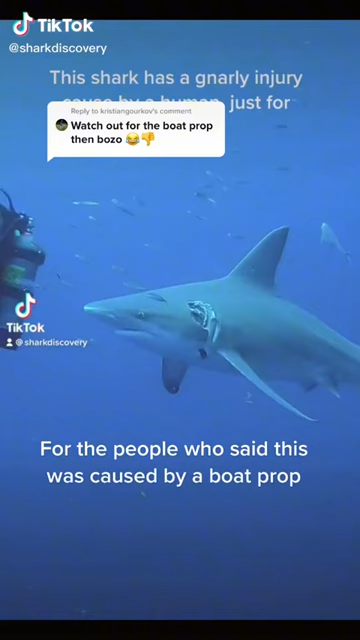 TikTok
@sharkdiscovery
This shark has a gnarly injury
just for
Reply to kristiangourkov's comment
Watch out for the boat prop
then bozo 😂👎
TikTok
@sharkdiscovery
For the people who said this
was caused by a boat prop